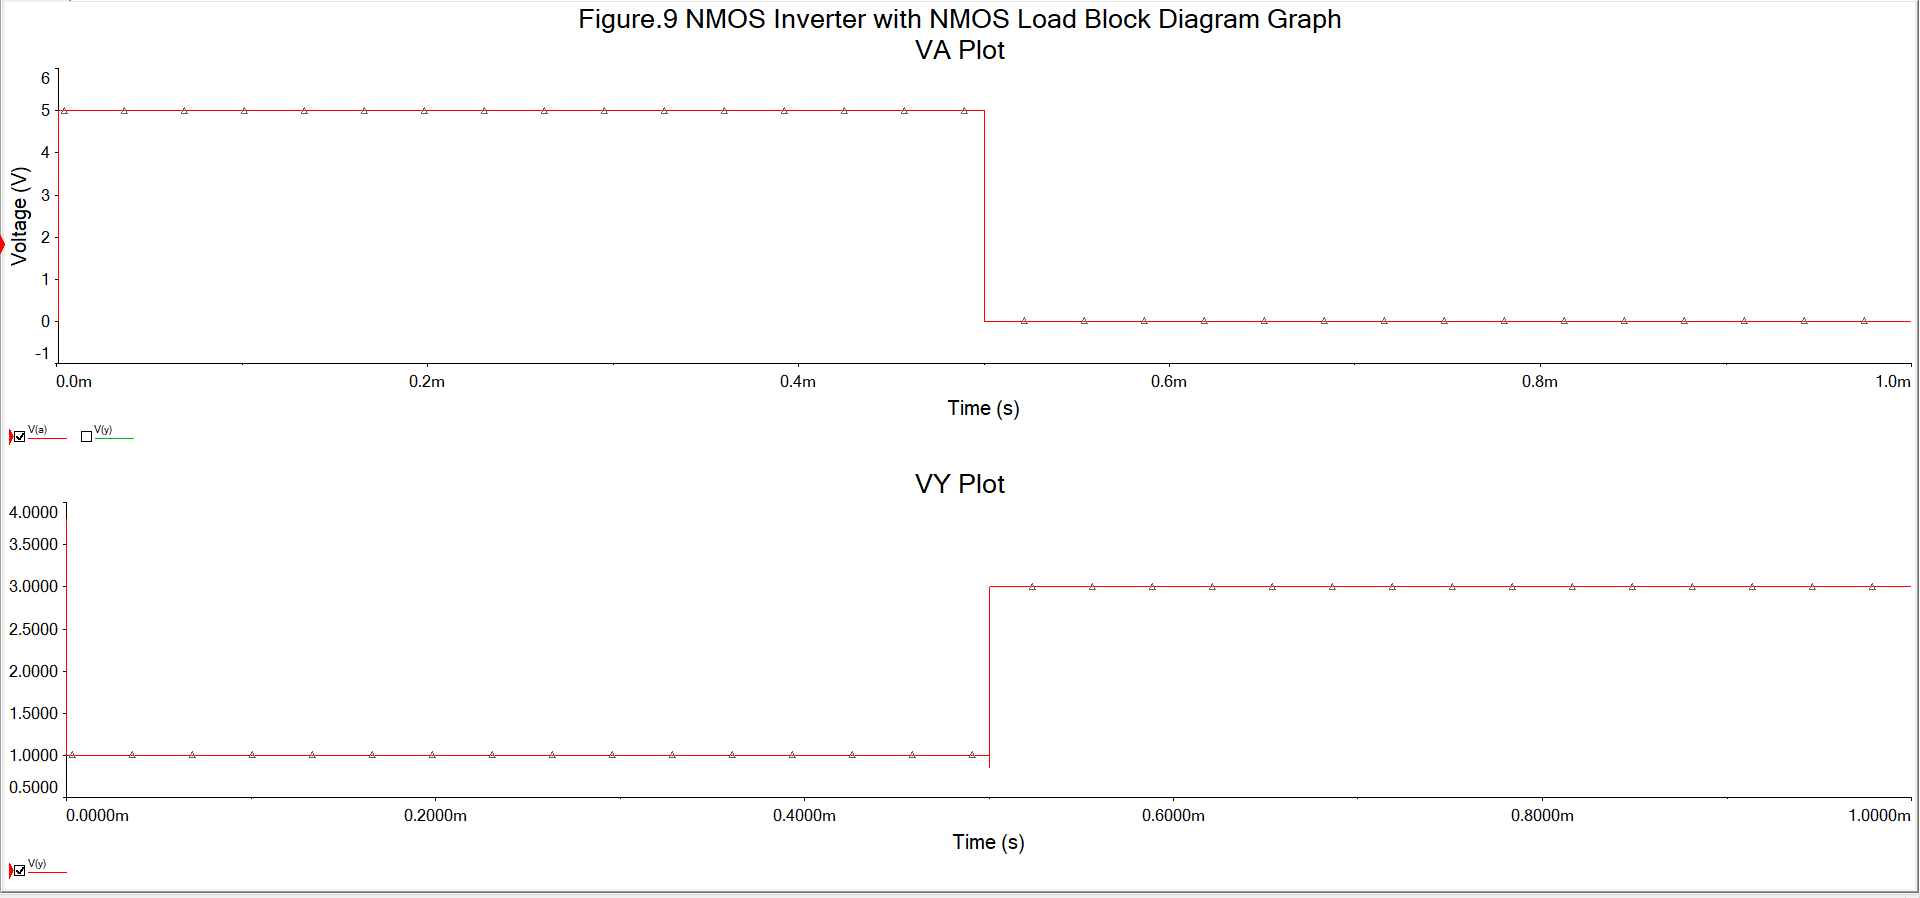 Figure.9 NMOS Inverter with NMOS Load Block Diagram Graph
VA Plot
6
5
4
3
2
1
0
-1
Voltage (V)
0.0m 0.2m 0.4m 0.6m 0.8m 1.0m
Time (s)
V(a) V(y)
VY Plot
4.0000
3.5000
3.0000
2.5000
2.0000
1.5000
1.0000
0.5000
0.0000m 0.2000m 0.4000m 0.6000m 0.8000m 1.0000m
Time (s)
V(y)